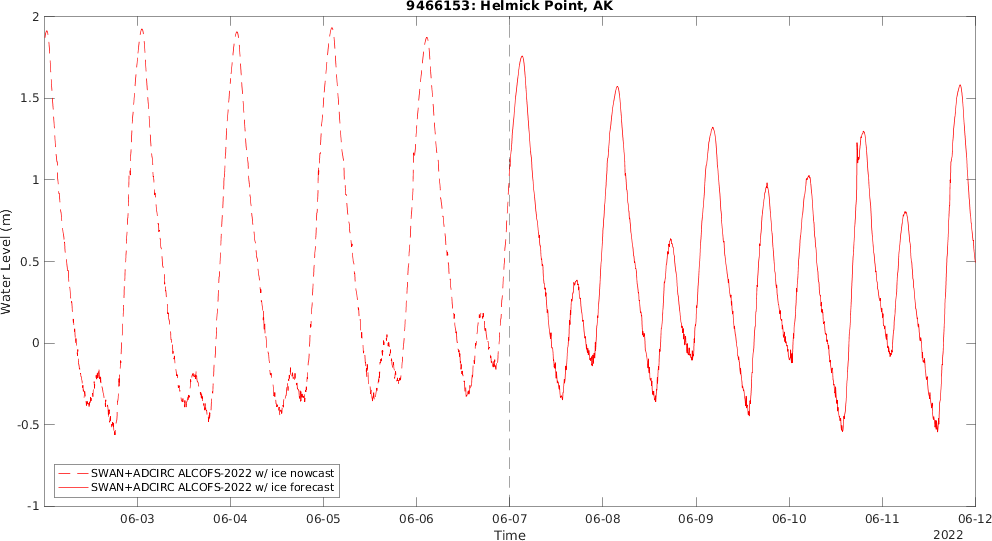 9466153: Helmick Point, AK
2
1.5
1
0.5
0
-0.5
-1
Water Level (m)
SWAN+ADCIRC ALCOFS-2022 w/ ice nowcast
SWAN+ADCIRC ALCOFS-2022 w/ ice forecast
06-03 06-04 06-05 06-06 06-07 06-08 06-09 06-10 06-11 06-12
Time
2022